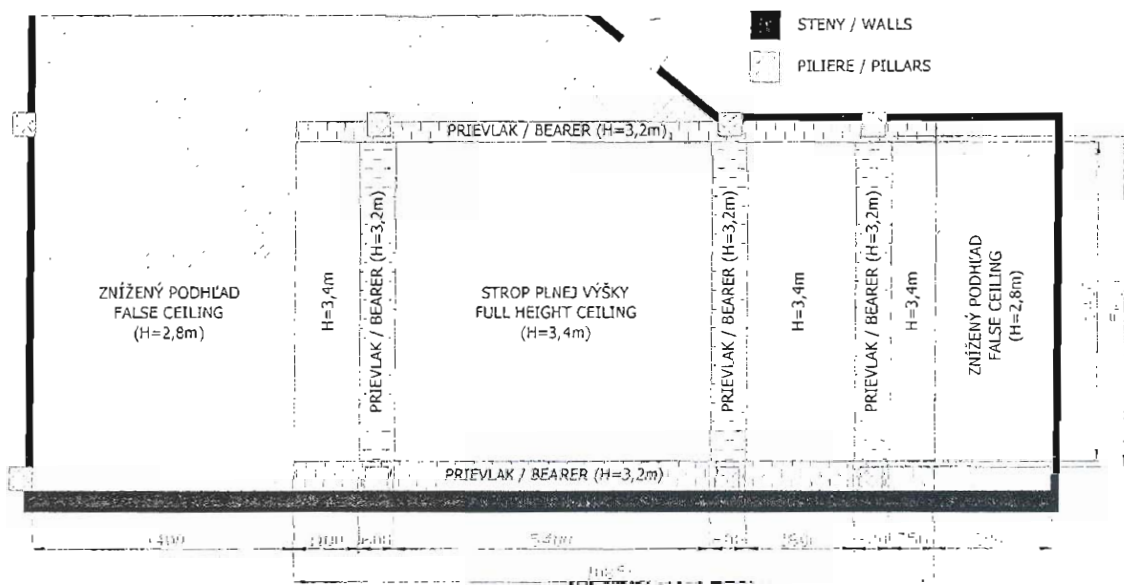 STENY / WALLS
PILIERE / PILLARS
PRIEVLAK / BEARER (H=3,2m)
ZNÍŽENÝ PODHĽAD
FALSE CEILING
(H=2,8m)
H=3,4m
PRIEVLAK / BEARER (H=3,2m)
STROP PLNEJ VÝŠKY
FULL HEIGHT CEILING
(H=3,4m)
PRIEVLAK / BEARER (H=3,2m)
H=3,4m
PRIEVLAK / BEARER (H=3,2m)
H=3,4m
ZNÍŽENÝ PODHĽAD
FALSE CEILING
(H=2,8m)
PRIEVLAK / BEARER (H=3,2m)
5400